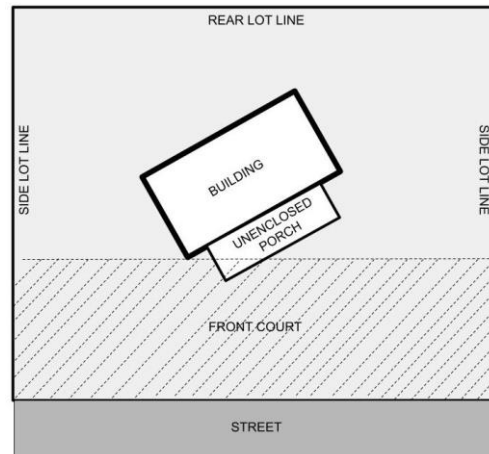 REAR LOT LINE
SIDE LOT LINE
SIDE LOT LINE
BUILDING
UNENCLOSED
PORCH
FRONT COURT
STREET